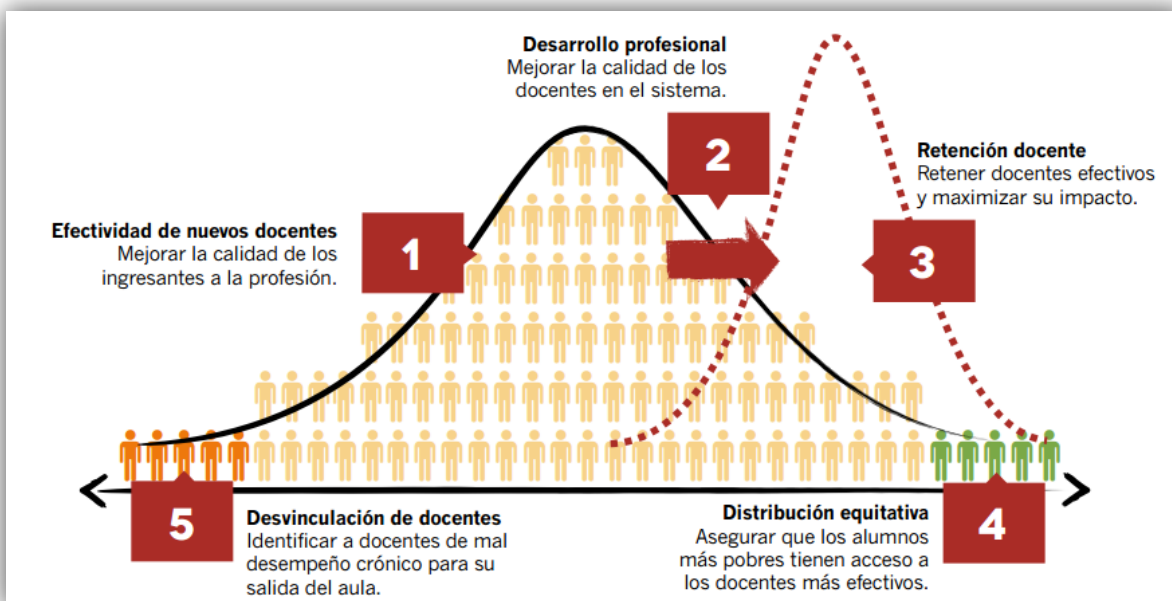 Desarrollo profesional
Mejorar la calidad de los
docentes en el sistema.
2
Retención docente
Retener docentes efectivos
y maximizar su impacto.
3
Efectividad de nuevos docentes
Mejorar la calidad de los
ingresantes a la profesión.
1
5
Desvinculación de docentes
Identificar a docentes de mal
desempeño crónico para su
salida del aula.
Distribución equitativa
Asegurar que los alumnos
más pobres tienen acceso a
los docentes más efectivos.
4